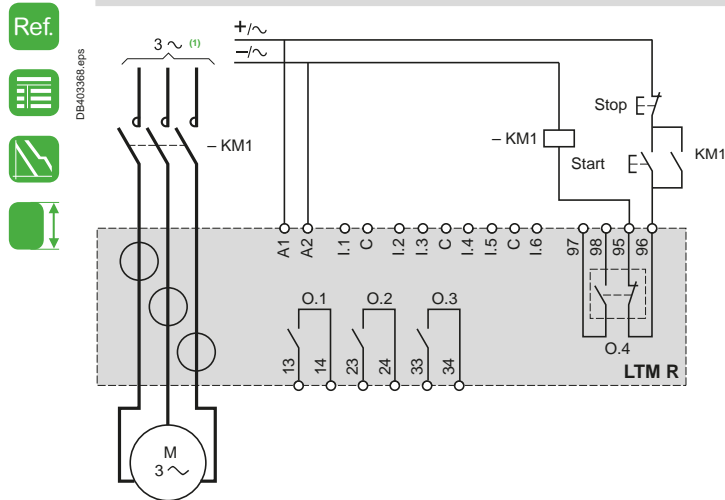 Ref.
DB403368.eps
3 ∼ (1)
+/∼
−/∼
– KM1
– KM1
Stop
Start
KM1
A1 A2 I.1 C I.2 I.3 C I.4 I.5 C I.6 97 98 95 96
O.1 O.2 O.3
13 14 23 24 33 34
O.4
LTM R
M
3 ∼